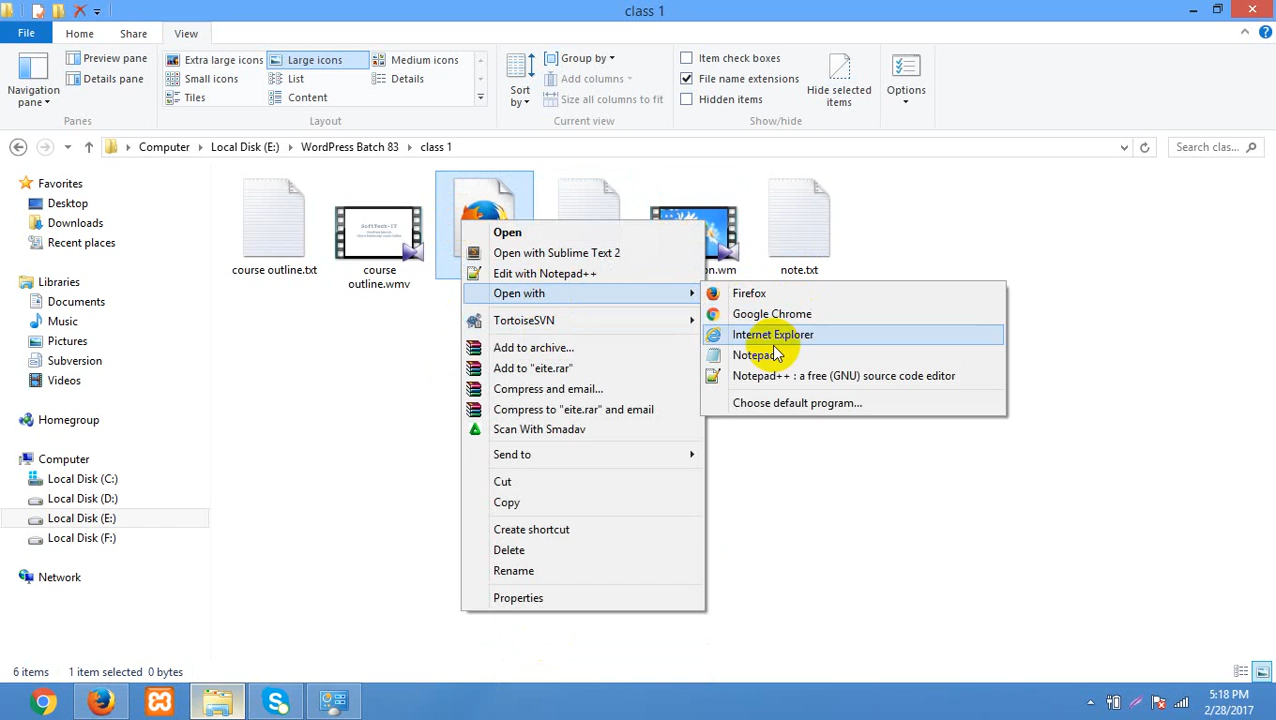 class 1
File
Home
Share
View
Navigation pane
Preview pane
Details pane
Panes
Extra large icons
Large icons
Medium icons
Small icons
List
Details
Tiles
Content
Layout
Sort by
Group by
Add columns
Size all columns to fit
Current view
Item check boxes
File name extensions
Hidden items
Show/hide
Hide selected items
Options
Computer
Local Disk (E:)
WordPress Batch 83
class 1
Search clas...
Favorites
Desktop
Downloads
Recent places
Libraries
Documents
Music
Pictures
Subversion
Videos
Homegroup
Computer
Local Disk (C:)
Local Disk (D:)
Local Disk (E:)
Local Disk (F:)
Network
course outline.txt
SoftTech-IT
course
outline.wmv
on.wm
note.txt
Open
Open with Sublime Text 2
Edit with Notepad++
Open with
TortoiseSVN
Add to archive...
Add to "eite.rar"
Compress and email...
Compress to "eite.rar" and email
Scan With Smadav
Send to
Cut
Copy
Create shortcut
Delete
Rename
Properties
Firefox
Google Chrome
Internet Explorer
Notepad
Notepad++ : a free (GNU) source code editor
Choose default program...
6 items
1 item selected 0 bytes
5:18 PM
2/28/2017